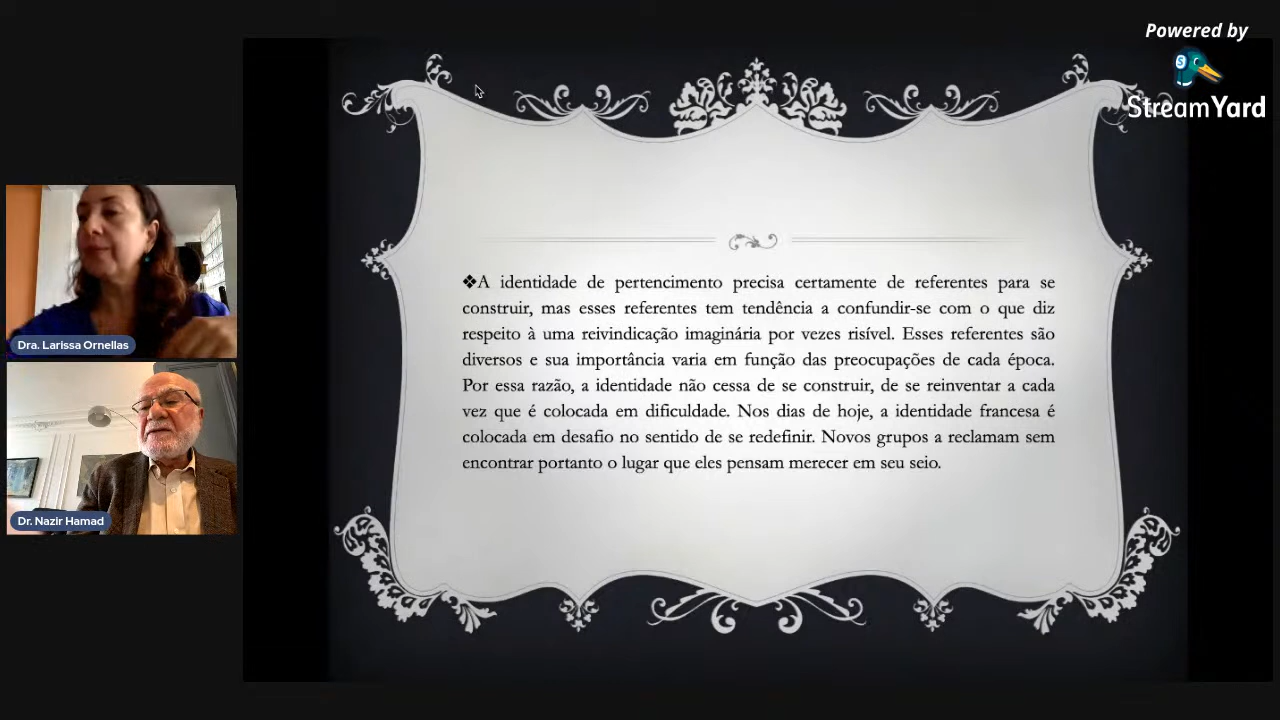 Powered by
StreamYard
❖A identidade de pertencimento precisa certamente de referentes para se
construir, mas esses referentes tem tendência a confundir-se com o que diz
respeito à uma reivindicação imaginária por vezes risível. Esses referentes são
diversos e sua importância varia em função das preocupações de cada época.
Por essa razão, a identidade não cessa de se construir, de se reinventar a cada
vez que é colocada em dificuldade. Nos dias de hoje, a identidade francesa é
colocada em desafio no sentido de se redefinir. Novos grupos a reclamam sem
encontrar portanto o lugar que eles pensam merecer em seu seio.
Dra. Larissa Ornellas
Dr. Nazir Hamad